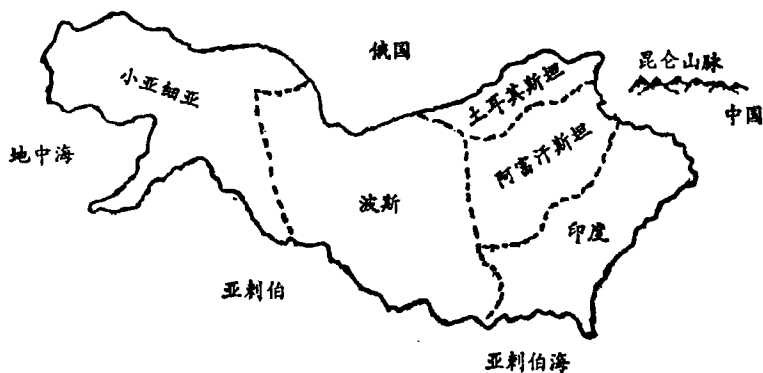 俄国
小亚细亚
昆仑山脉
土耳其斯坦
中国
地中海
阿富汗斯坦
波斯
印度
亚剌伯
亚剌伯海